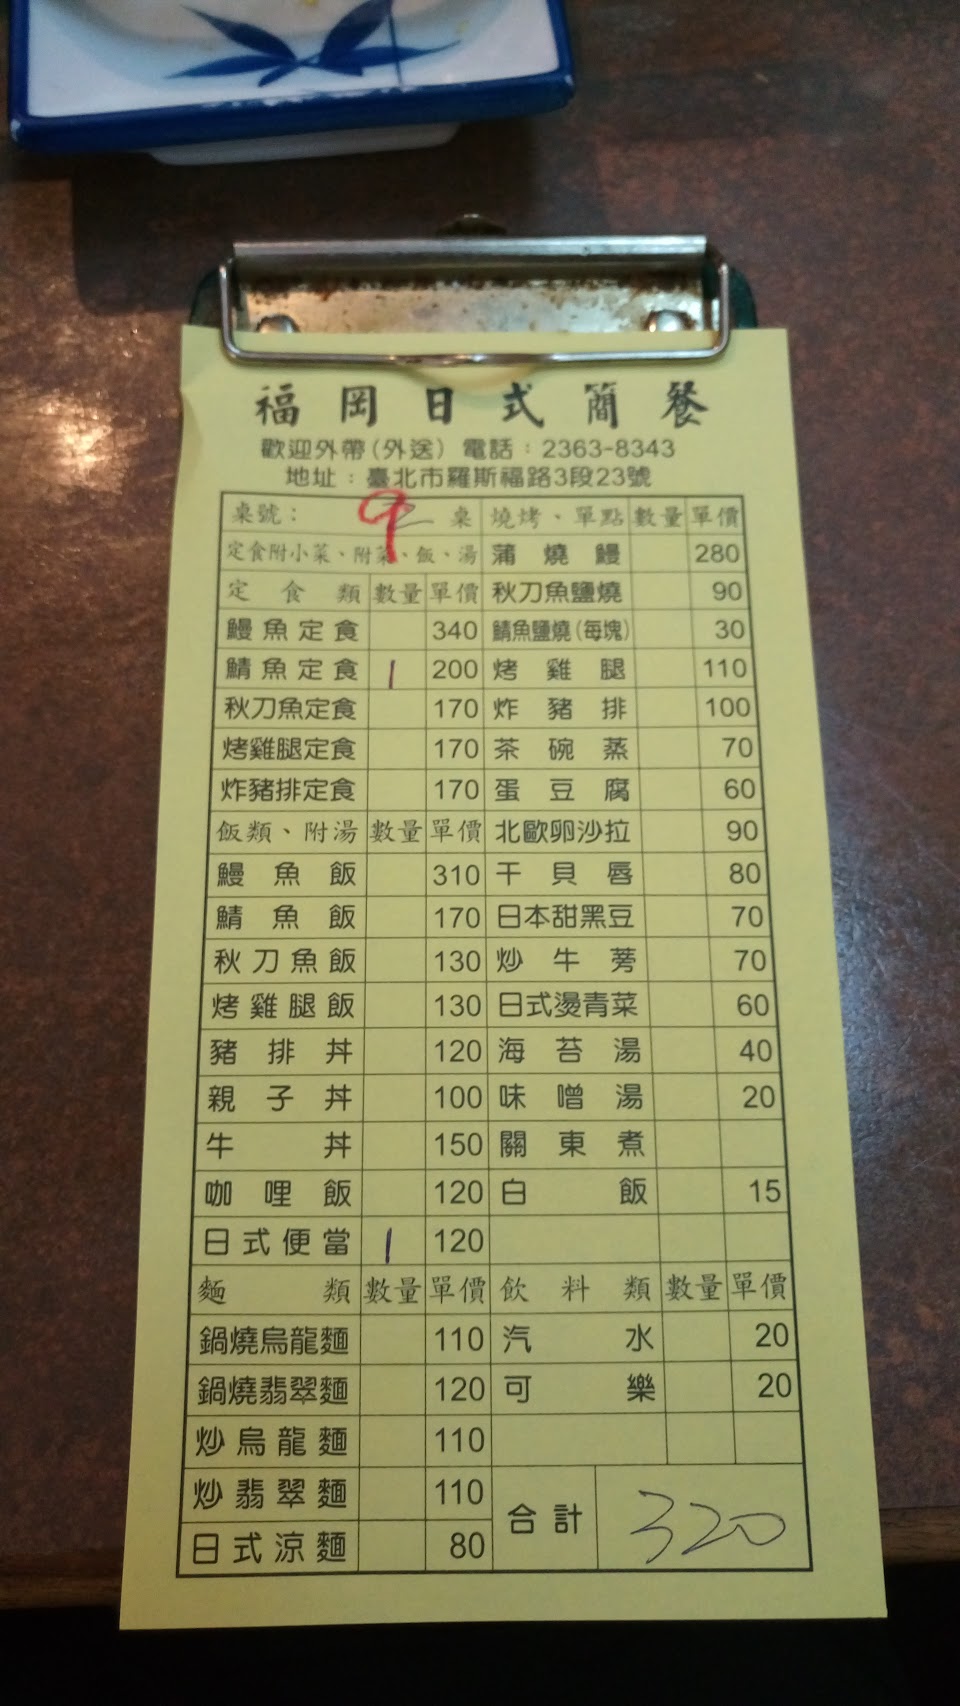 福岡日式簡餐
歡迎外帶(外送) 電話:2363-8343
地址:臺北市羅斯福路3段23號
桌號: 9 桌 燒烤、單點 數量 單價
定食附小菜、附菜、飯、湯 蒲燒鰻 280
定食類 數量 單價 秋刀魚鹽燒 90
鰻魚定食 340 鯖魚鹽燒(每塊) 30
鯖魚定食 1 200 烤雞腿 110
秋刀魚定食 170 炸豬排 100
烤雞腿定食 170 茶碗蒸 70
炸豬排定食 170 蛋豆腐 60
飯類、附湯 數量 單價 北歐卵沙拉 90
鰻魚飯 310 干貝唇 80
鯖魚飯 170 日本甜黑豆 70
秋刀魚飯 130 炒牛蒡 70
烤雞腿飯 130 日式燙青菜 60
豬排丼 120 海苔湯 40
親子丼 100 味噌湯 20
牛丼 150 關東煮
咖哩飯 120 白飯 15
日式便當 1 120
麵類 數量 單價 飲料類 數量 單價
鍋燒烏龍麵 110 汽水 20
鍋燒翡翠麵 120 可樂 20
炒烏龍麵 110
炒翡翠麵 110 合計 320
日式涼麵 80